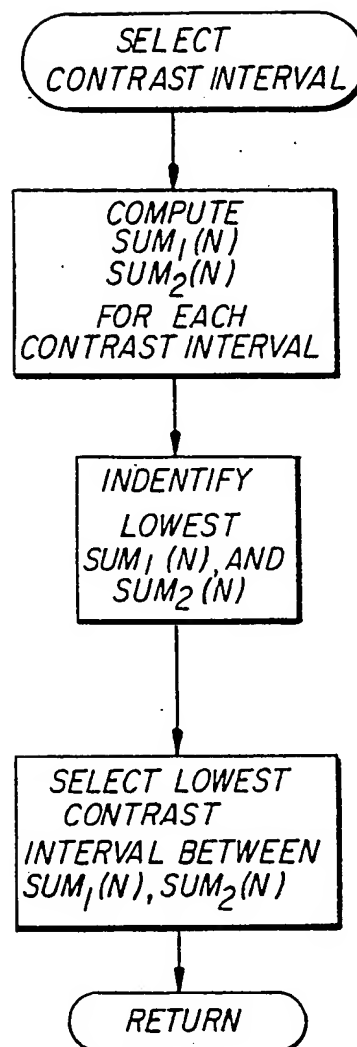 SELECT
CONTRAST INTERVAL
COMPUTE
SUM₁(N)
SUM₂(N)
FOR EACH
CONTRAST INTERVAL
INDENTIFY
LOWEST
SUM₁(N), AND
SUM₂(N)
SELECT LOWEST
CONTRAST
INTERVAL BETWEEN
SUM₁(N), SUM₂(N)
RETURN